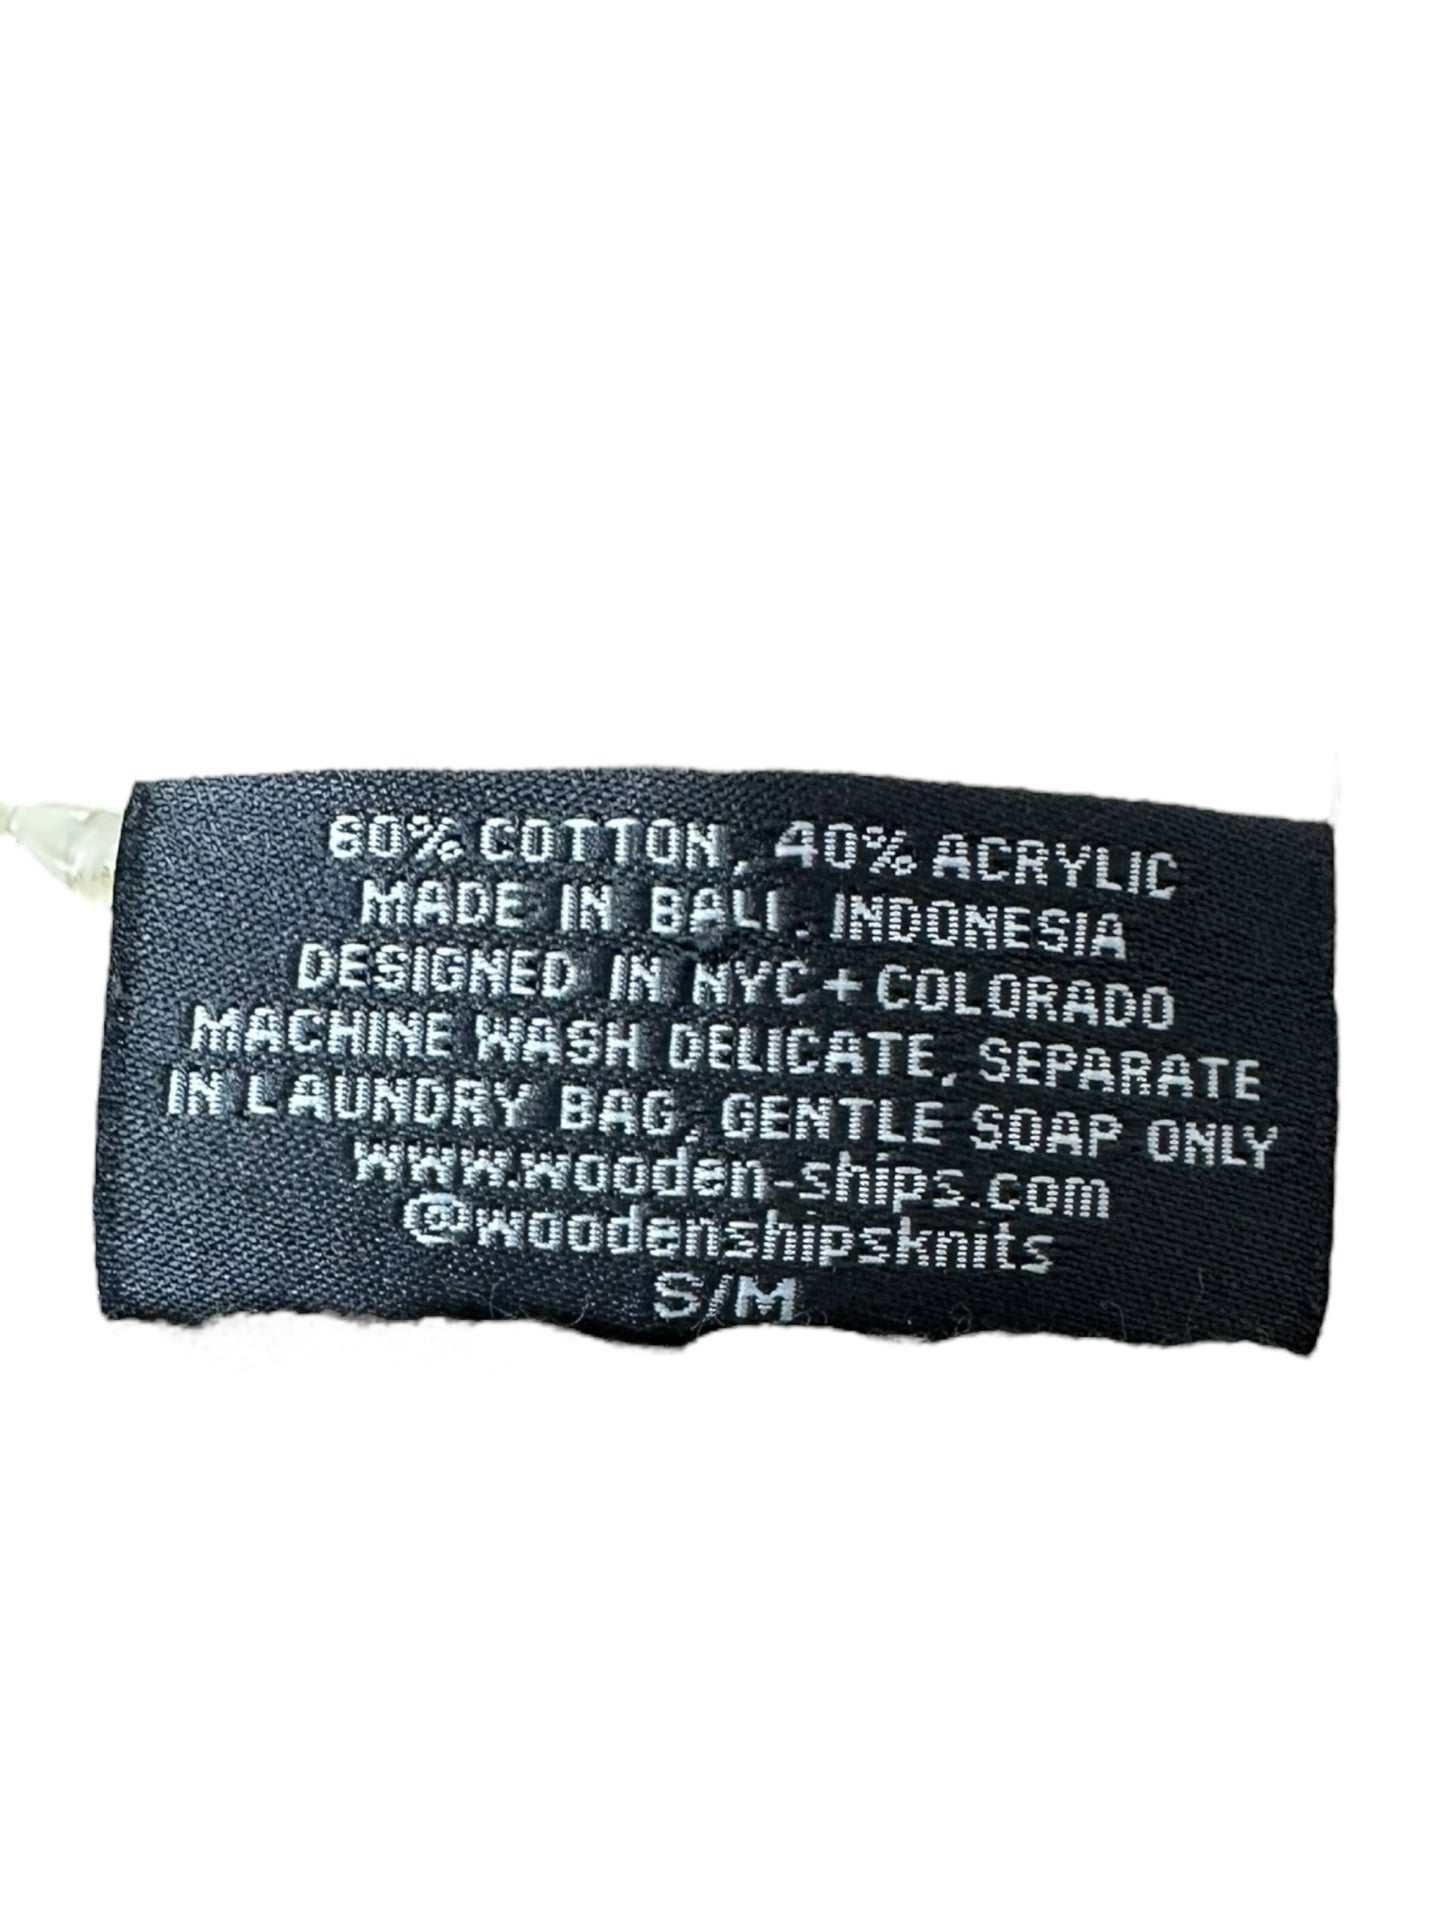 60% COTTON, 40% ACRYLIC
MADE IN BALI, INDONESIA
DESIGNED IN NYC + COLORADO
MACHINE WASH DELICATE, SEPARATE
IN LAUNDRY BAG, GENTLE SOAP ONLY
www.wooden-ships.com
@woodenshipsknits
S/M